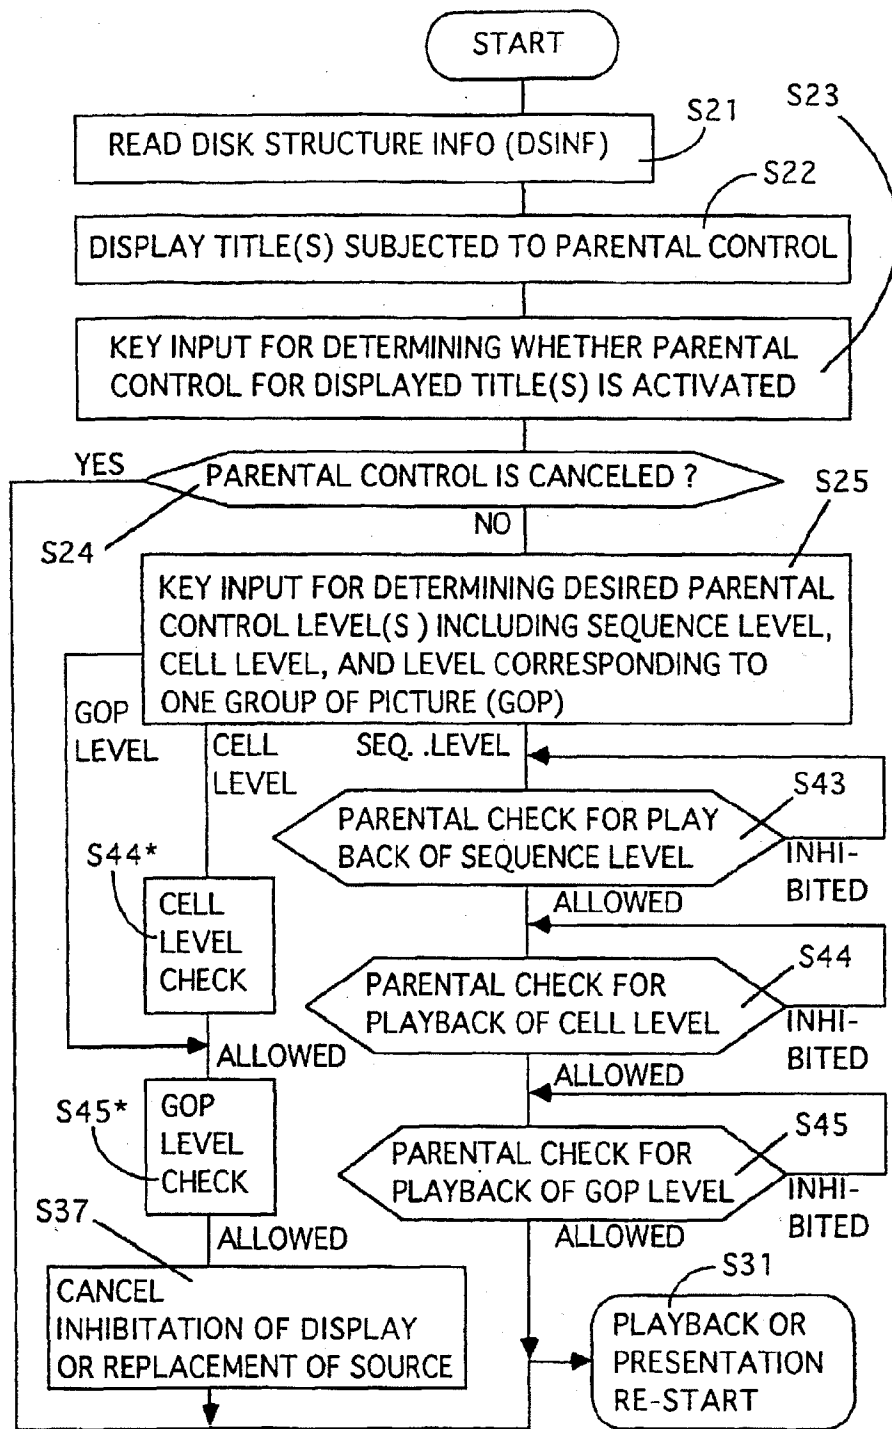 START
S21
S23
READ DISK STRUCTURE INFO (DSINF)
S22
DISPLAY TITLE(S) SUBJECTED TO PARENTAL CONTROL
KEY INPUT FOR DETERMINING WHETHER PARENTAL
CONTROL FOR DISPLAYED TITLE(S) IS ACTIVATED
YES
PARENTAL CONTROL IS CANCELED ?
S24
NO
S25
KEY INPUT FOR DETERMINING DESIRED PARENTAL
CONTROL LEVEL(S ) INCLUDING SEQUENCE LEVEL,
CELL LEVEL, AND LEVEL CORRESPONDING TO
ONE GROUP OF PICTURE (GOP)
GOP
LEVEL
CELL
LEVEL
SEQ. .LEVEL
S43
PARENTAL CHECK FOR PLAY
BACK OF SEQUENCE LEVEL
INHI-
BITED
ALLOWED
S44*
CELL
LEVEL
CHECK
S44
PARENTAL CHECK FOR
PLAYBACK OF CELL LEVEL
INHI-
BITED
ALLOWED
ALLOWED
S45*
GOP
LEVEL
CHECK
S45
PARENTAL CHECK FOR
PLAYBACK OF GOP LEVEL
INHI-
BITED
S37
ALLOWED
ALLOWED
CANCEL
INHIBITATION OF DISPLAY
OR REPLACEMENT OF SOURCE
S31
PLAYBACK OR
PRESENTATION
RE-START